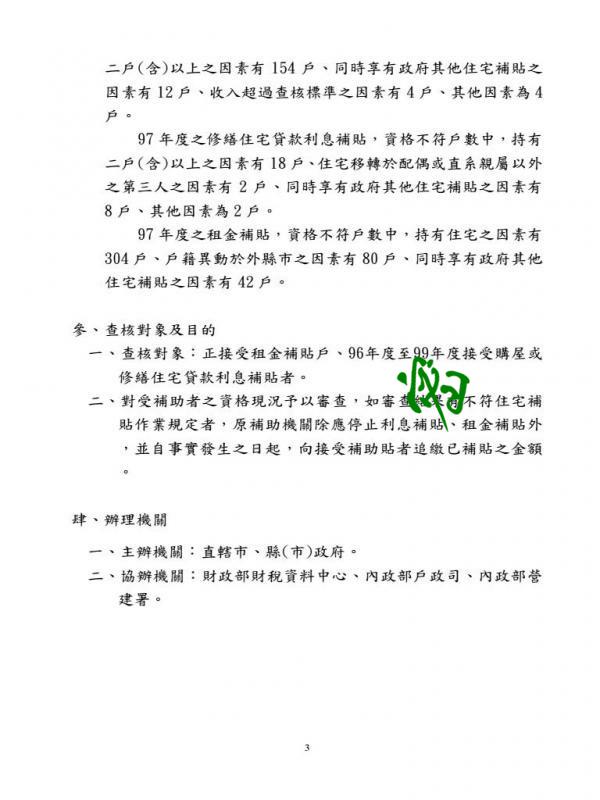 二戶(含)以上之因素有 154 戶、同時享有政府其他住宅補貼之
因素有 12 戶、收入超過查核標準之因素有 4 戶、其他因素為 4
戶。
97 年度之修繕住宅貸款利息補貼，資格不符戶數中，持有
二戶(含)以上之因素有 18 戶、住宅移轉於配偶或直系親屬以外
之第三人之因素有 2 戶、同時享有政府其他住宅補貼之因素有
8 戶、其他因素為 2 戶。
97 年度之租金補貼，資格不符戶數中，持有住宅之因素有
304 戶、戶籍異動於外縣市之因素有 80 戶、同時享有政府其他
住宅補貼之因素有 42 戶。
參、查核對象及目的
一、查核對象：正接受租金補貼戶、96年度至99年度接受購屋或
修繕住宅貸款利息補貼者。
二、對受補助者之資格現況予以審查，如審查結果有不符住宅補
貼作業規定者，原補助機關除應停止利息補貼、租金補貼外
，並自事實發生之日起，向接受補助貼者追繳已補貼之金額
。
肆、辦理機關
一、主辦機關：直轄市、縣(市)政府。
二、協辦機關：財政部財稅資料中心、內政部戶政司、內政部營
建署。
3